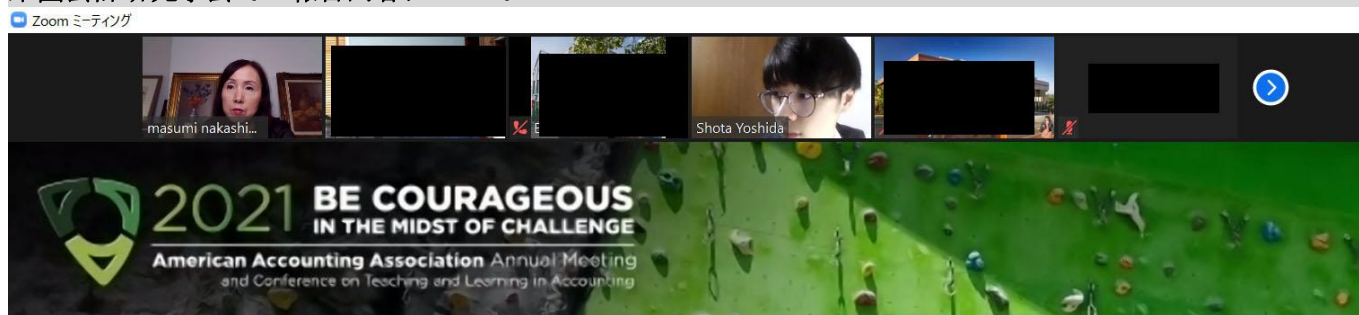 Zoom ミーティング
masumi nakashi...
E
Shota Yoshida
2021 BE COURAGEOUS
IN THE MIDST OF CHALLENGE
American Accounting Association Annual Meeting
and Conference on Teaching and Learning in Accounting